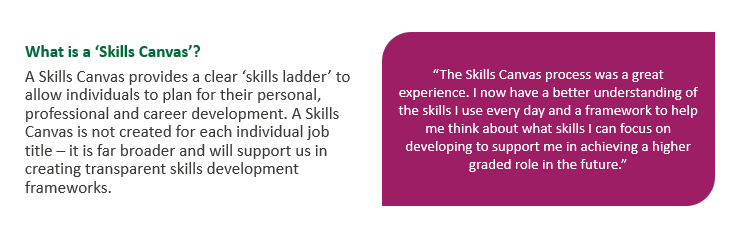 What is a ‘Skills Canvas’?
A Skills Canvas provides a clear ‘skills ladder’ to
allow individuals to plan for their personal,
professional and career development. A Skills
Canvas is not created for each individual job
title – it is far broader and will support us in
creating transparent skills development
frameworks.
“The Skills Canvas process was a great
experience. I now have a better understanding of
the skills I use every day and a framework to help
me think about what skills I can focus on
developing to support me in achieving a higher
graded role in the future.”